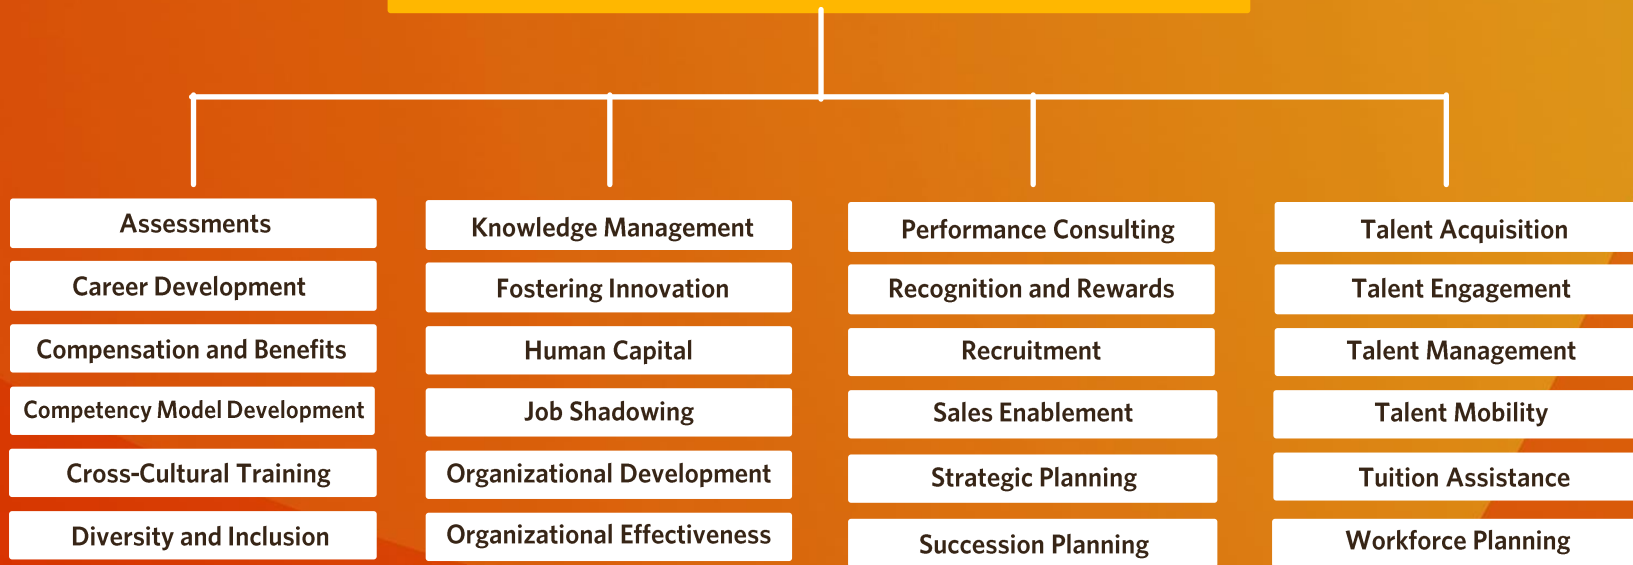 Assessments
Career Development
Compensation and Benefits
Competency Model Development
Cross-Cultural Training
Diversity and Inclusion
Knowledge Management
Fostering Innovation
Human Capital
Job Shadowing
Organizational Development
Organizational Effectiveness
Performance Consulting
Recognition and Rewards
Recruitment
Sales Enablement
Strategic Planning
Succession Planning
Talent Acquisition
Talent Engagement
Talent Management
Talent Mobility
Tuition Assistance
Workforce Planning